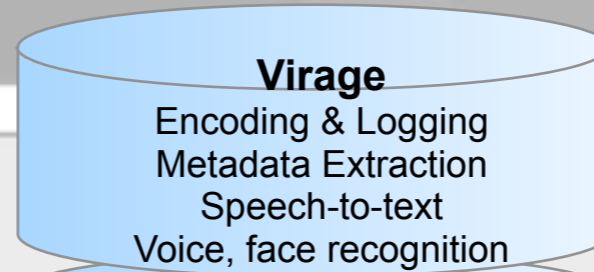 Virage
Encoding & Logging
Metadata Extraction
Speech-to-text
Voice, face recognition